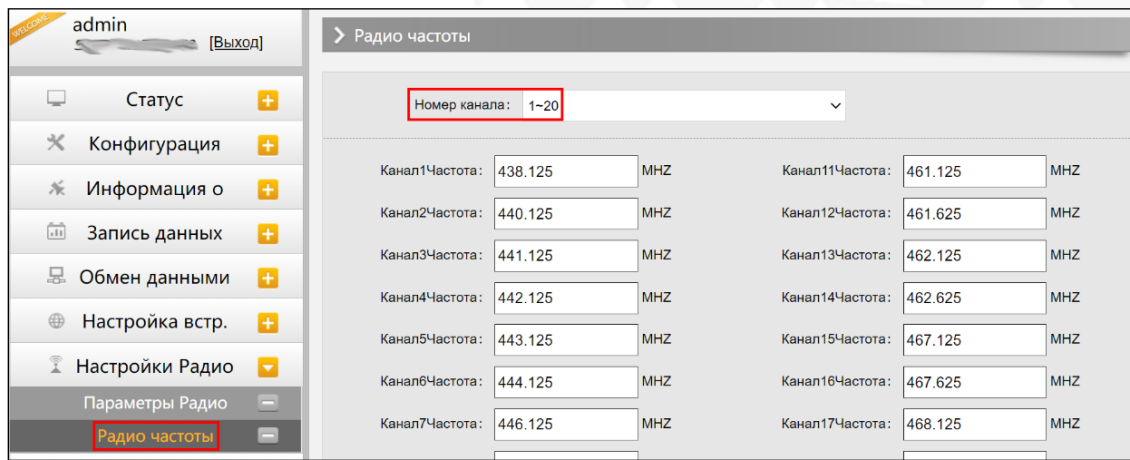 WELCOME
admin
[Выход]
Статус
Конфигурация
Информация о
Запись данных
Обмен данными
Настройка встр.
Настройки Радио
Параметры Радио
Радио частоты
Радио частоты
Номер канала: 1~20
Канал1Частота: 438.125 MHZ Канал11Частота: 461.125 MHZ
Канал2Частота: 440.125 MHZ Канал12Частота: 461.625 MHZ
Канал3Частота: 441.125 MHZ Канал13Частота: 462.125 MHZ
Канал4Частота: 442.125 MHZ Канал14Частота: 462.625 MHZ
Канал5Частота: 443.125 MHZ Канал15Частота: 467.125 MHZ
Канал6Частота: 444.125 MHZ Канал16Частота: 467.625 MHZ
Канал7Частота: 446.125 MHZ Канал17Частота: 468.125 MHZ